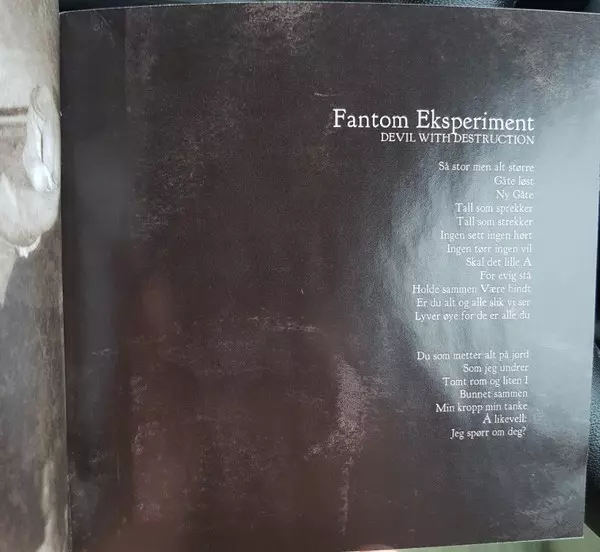 Fantom Eksperiment
DEVIL WITH DESTRUCTION
Så stor men alt større
Gåte løst
Ny Gåte
Tall som sprekker
Tall som strekker
Ingen sett ingen hørt
Ingen tørr ingen vil
Skal det lille A
For evig stå
Holde sammen Være bindt
Er du alt og alle slik vi ser
Lyver øye for de er alle du
Du som metter alt på jord
Som jeg undrer
Tomt rom og liten I
Bunnet sammen
Min kropp min tanke
Å likevell:
Jeg spørr om deg?